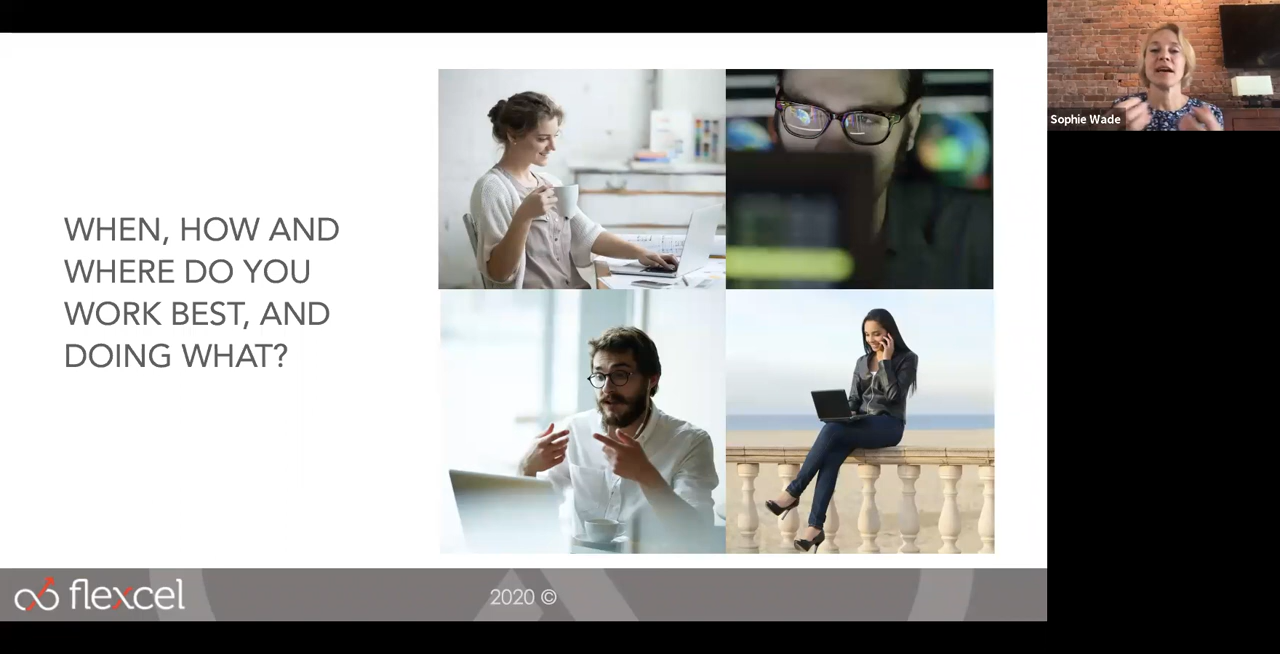 WHEN, HOW AND
WHERE DO YOU
WORK BEST, AND
DOING WHAT?
Sophie Wade
flexcel
2020 ©